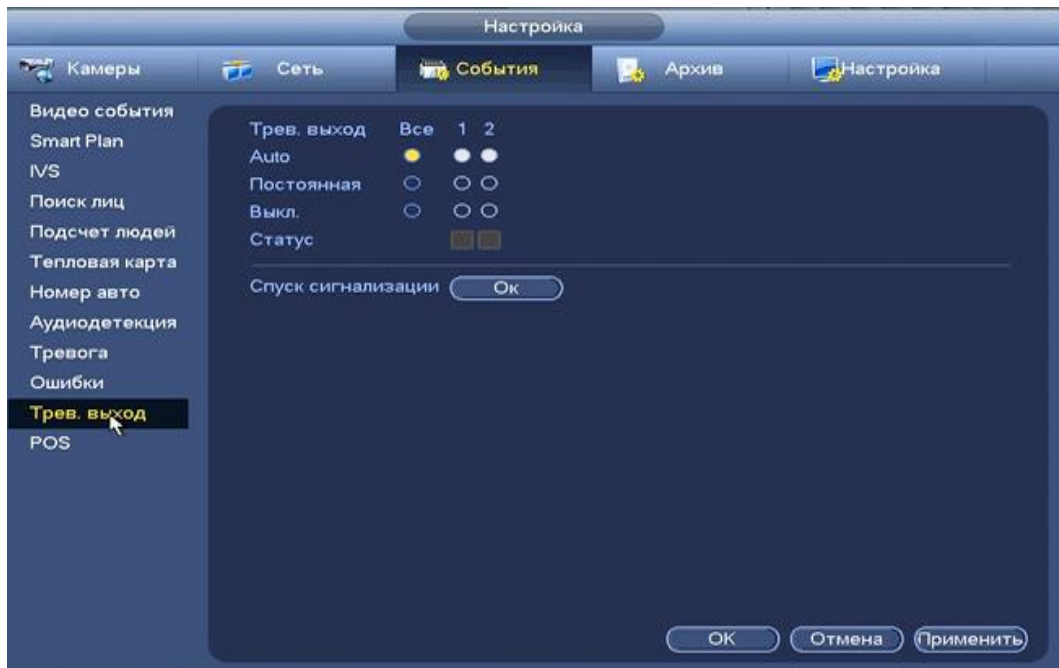 Настройка
Камеры Сеть События Архив Настройка
Видео события
Smart Plan
IVS
Поиск лиц
Подсчет людей
Тепловая карта
Номер авто
Аудиодетекция
Тревога
Ошибки
Трев. выход
POS
Трев. выход Все 1 2
Auto
Постоянная
Выкл.
Статус
Спуск сигнализации Ок
OK Отмена Применить